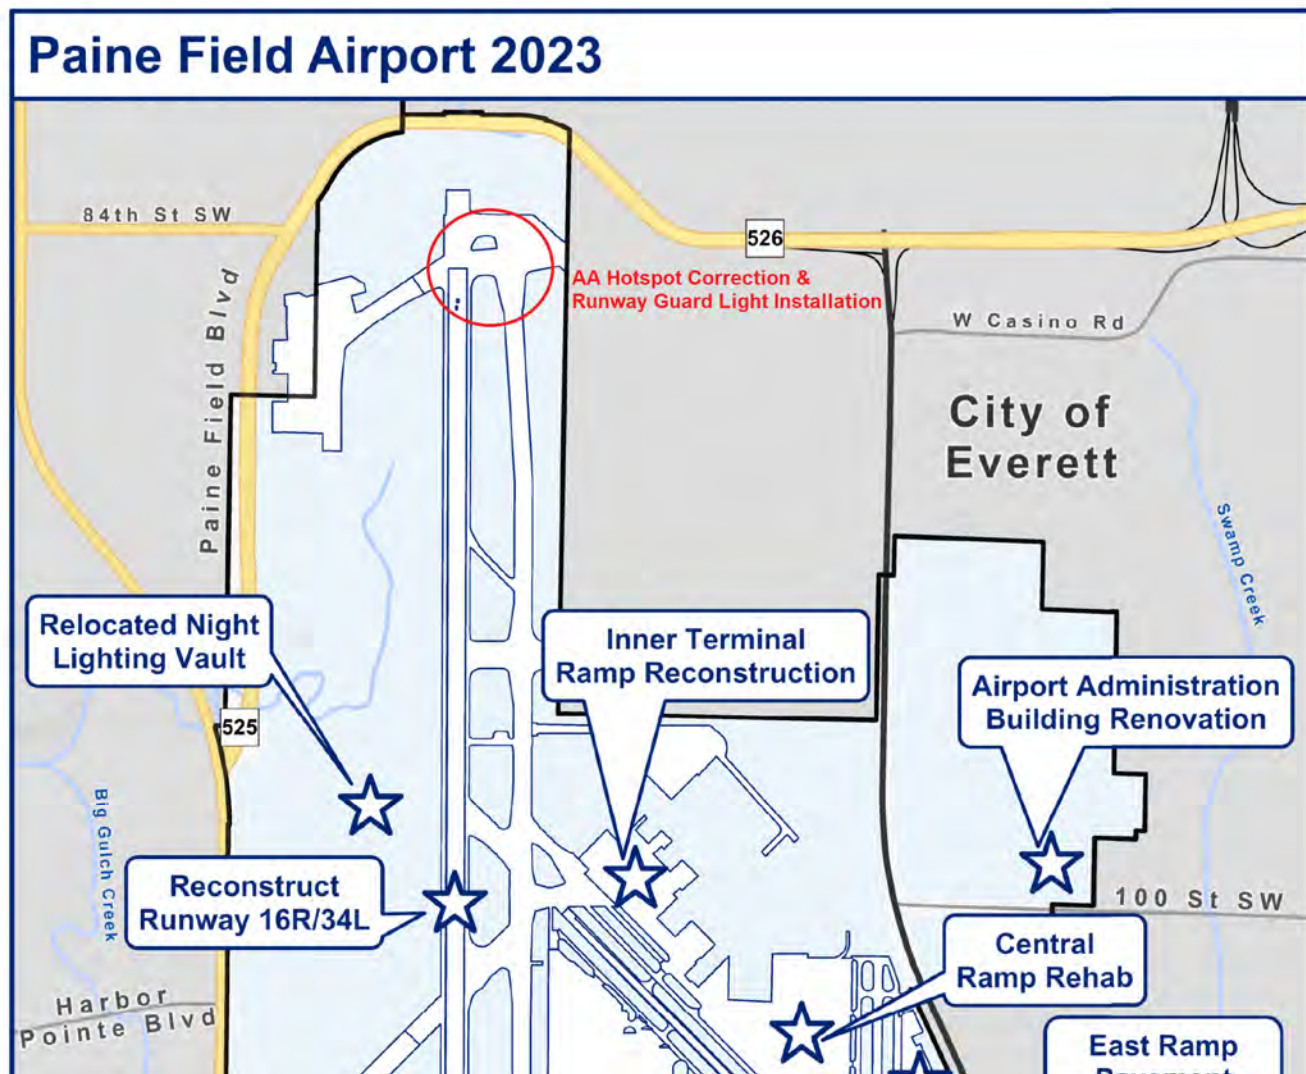 Paine Field Airport 2023
84th St SW
526
AA Hotspot Correction &
Runway Guard Light Installation
W Casino Rd
Paine Field Blvd
City of
Everett
Swamp Creek
Relocated Night
Lighting Vault
Inner Terminal
Ramp Reconstruction
Airport Administration
Building Renovation
525
Big Gulch Creek
Reconstruct
Runway 16R/34L
100 St SW
Central
Ramp Rehab
Harbor
Pointe Blvd
East Ramp
Pavement